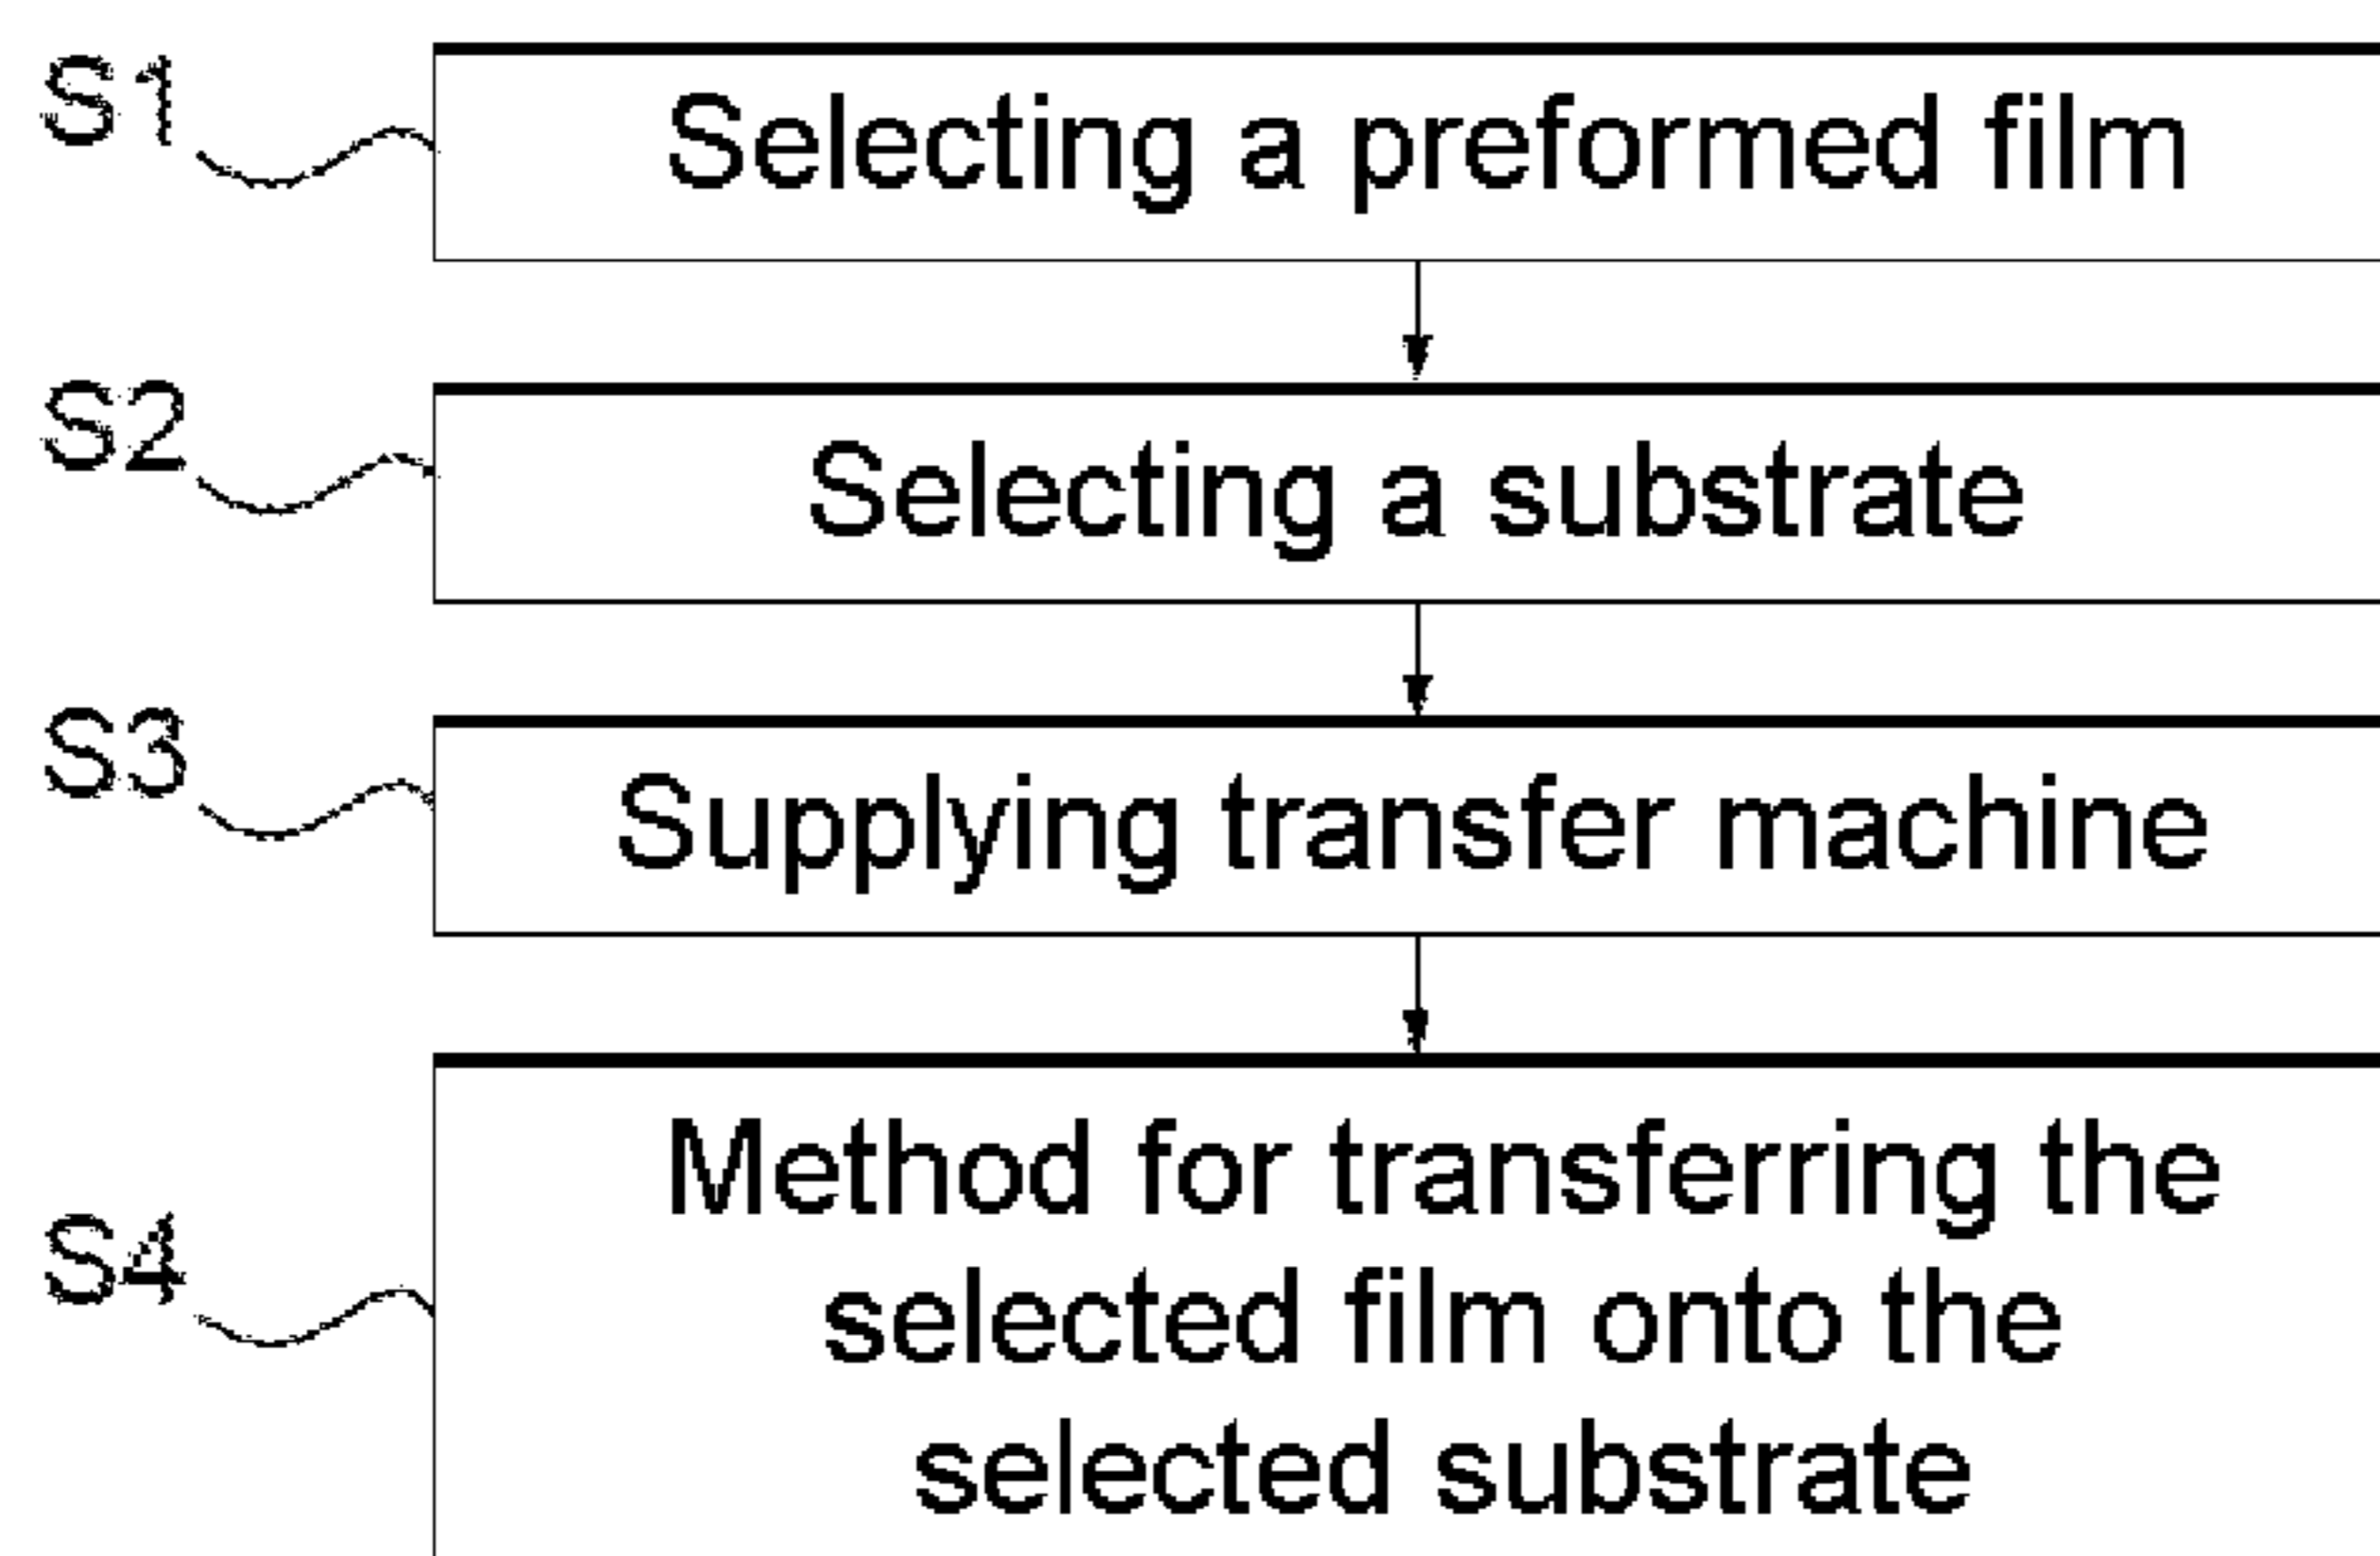 S1
Selecting a preformed film
S2
Selecting a substrate
S3
Supplying transfer machine
S4
Method for transferring the
selected film onto the
selected substrate